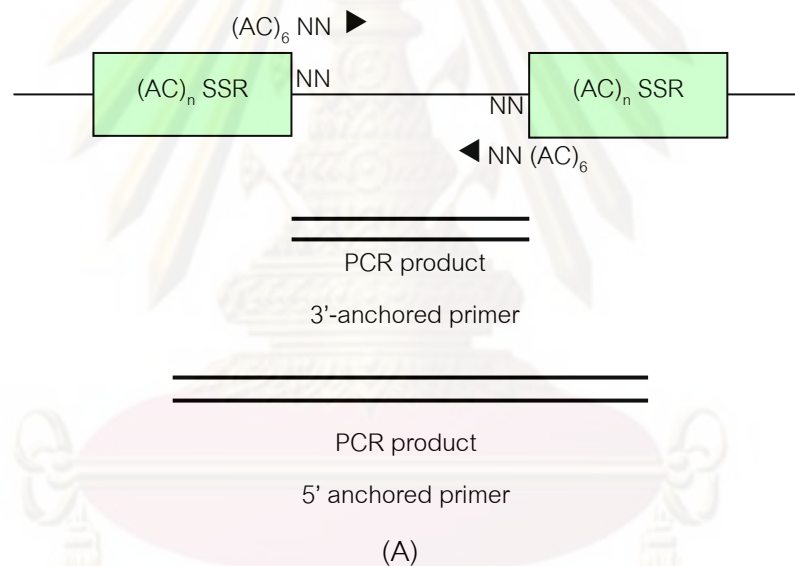 (AC)₆ NN
(AC)ₙ SSR
NN
NN
(AC)ₙ SSR
NN (AC)₆
PCR product
3'-anchored primer
PCR product
5' anchored primer
(A)